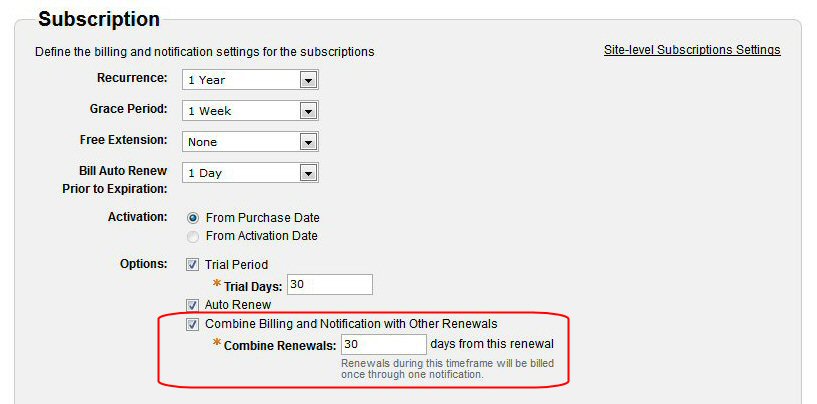 Subscription
Define the billing and notification settings for the subscriptions
Site-level Subscriptions Settings
Recurrence: 1 Year
Grace Period: 1 Week
Free Extension: None
Bill Auto Renew
Prior to Expiration: 1 Day
Activation: From Purchase Date
From Activation Date
Options: Trial Period
* Trial Days: 30
Auto Renew
Combine Billing and Notification with Other Renewals
* Combine Renewals: 30 days from this renewal
Renewals during this timeframe will be billed
once through one notification.